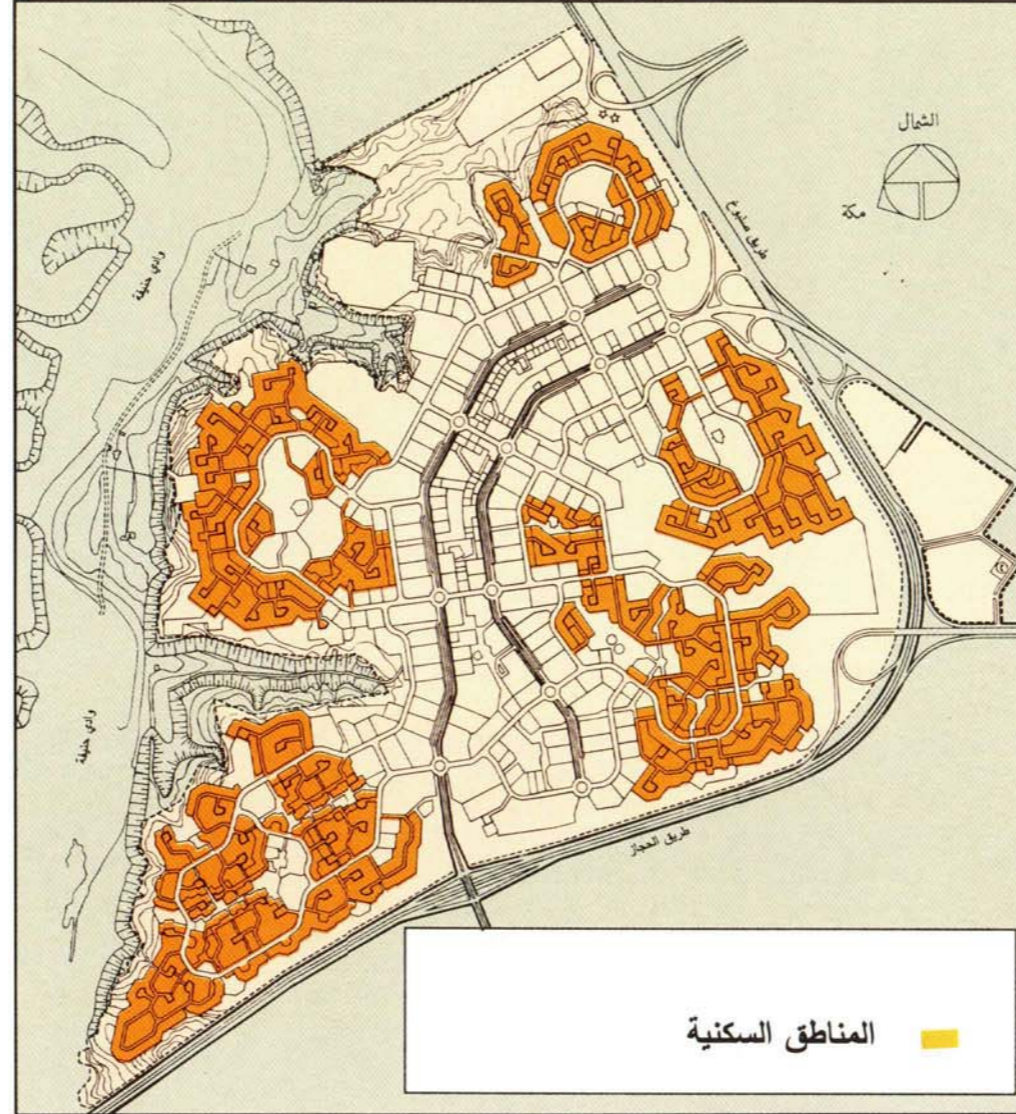 الشمال
مكة
طريق صلبوخ
وادي حنيفة
وادي حنيفة
طريق الحجاز
المناطق السكنية